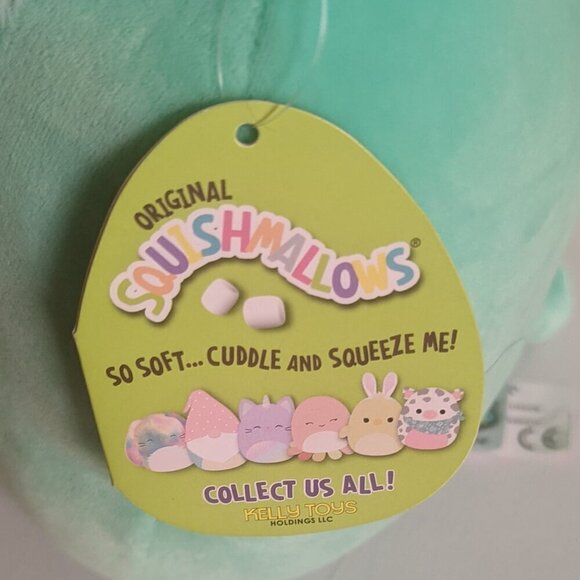 ORIGINAL
SQUISHMALLOWS®
SO SOFT... CUDDLE AND SQUEEZE ME!
COLLECT US ALL!
KELLY TOYS
HOLDINGS LLC